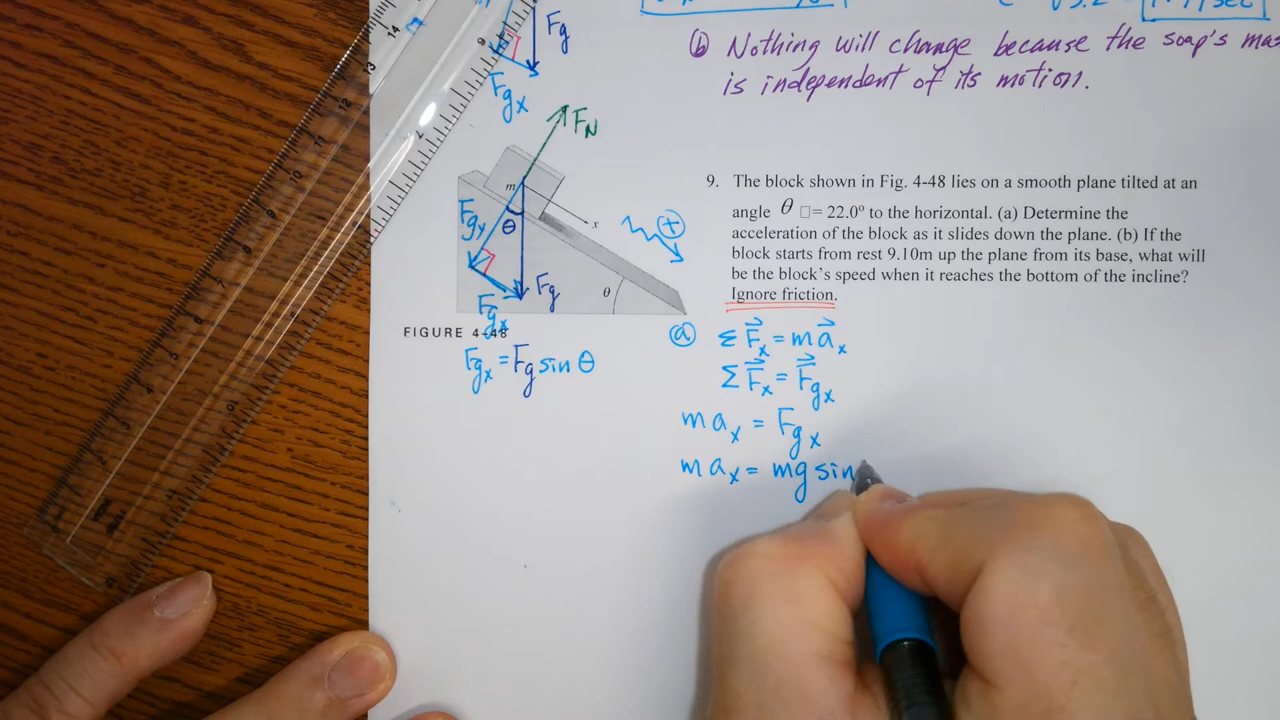 Fg
Fgx
(b) Nothing will change because the soap's
is independent of its motion.
FN
m
x
Fgy
θ
Fg
Fgx
θ
+
FIGURE 4-48
Fgx = Fg sin θ
9. The block shown in Fig. 4-48 lies on a smooth plane tilted at an
angle θ □= 22.0° to the horizontal. (a) Determine the
acceleration of the block as it slides down the plane. (b) If the
block starts from rest 9.10m up the plane from its base, what will
be the block's speed when it reaches the bottom of the incline?
Ignore friction.
(a) ΣFx = max
ΣFx = Fgx
max = Fgx
max = mg sin